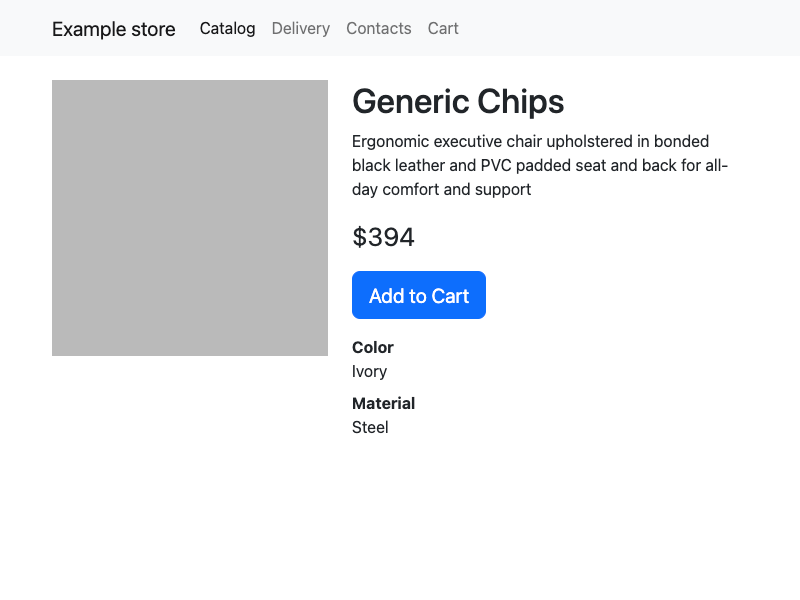 Example store Catalog Delivery Contacts Cart
Generic Chips
Ergonomic executive chair upholstered in bonded
black leather and PVC padded seat and back for all-
day comfort and support
$394
Add to Cart
Color
Ivory
Material
Steel